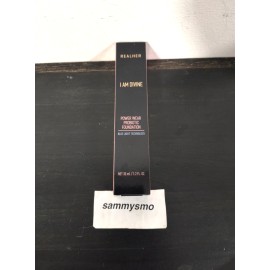 REALHER
I AM DIVINE
POWER WEAR
PROBIOTIC
FOUNDATION
sammysmo